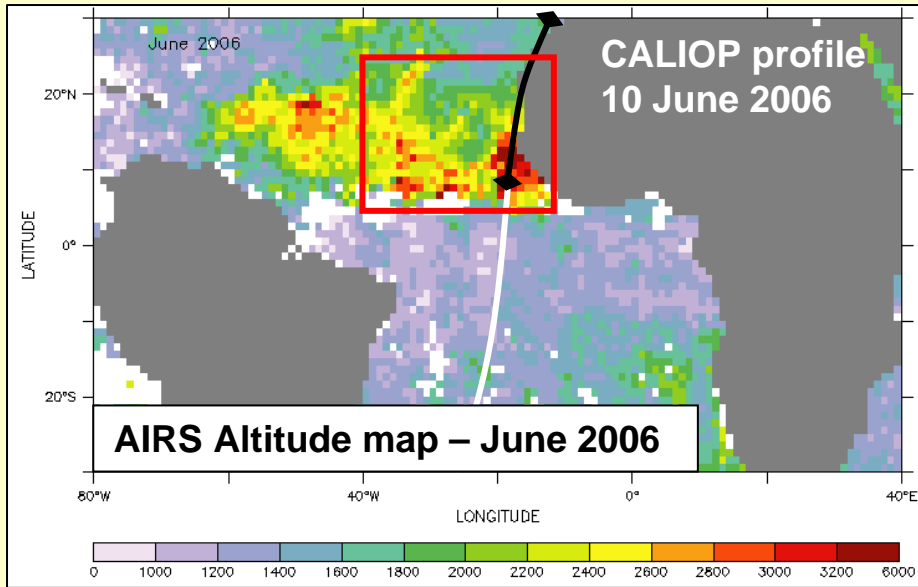 June 2006
CALIOP profile
10 June 2006
20°N
LATITUDE
0°
20°S
AIRS Altitude map – June 2006
80°W
40°W
0°
40°E
LONGITUDE
0 1000 1200 1400 1600 1800 2000 2200 2400 2600 2800 3000 3200 6000